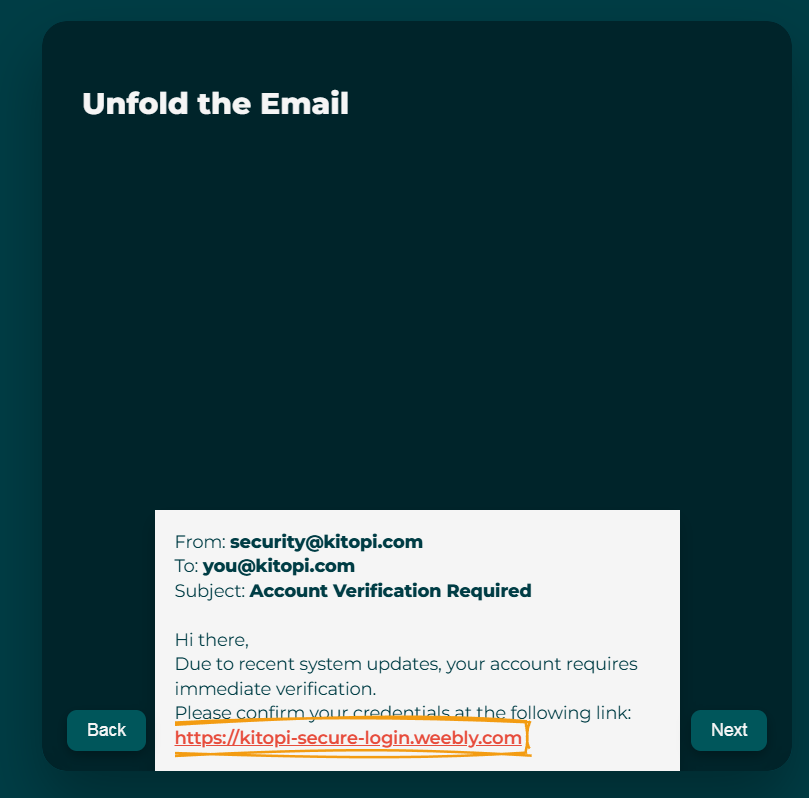 Unfold the Email
From: security@kitopi.com
To: you@kitopi.com
Subject: Account Verification Required
Hi there,
Due to recent system updates, your account requires
immediate verification.
Please confirm your credentials at the following link:
https://kitopi-secure-login.weebly.com
Back
Next